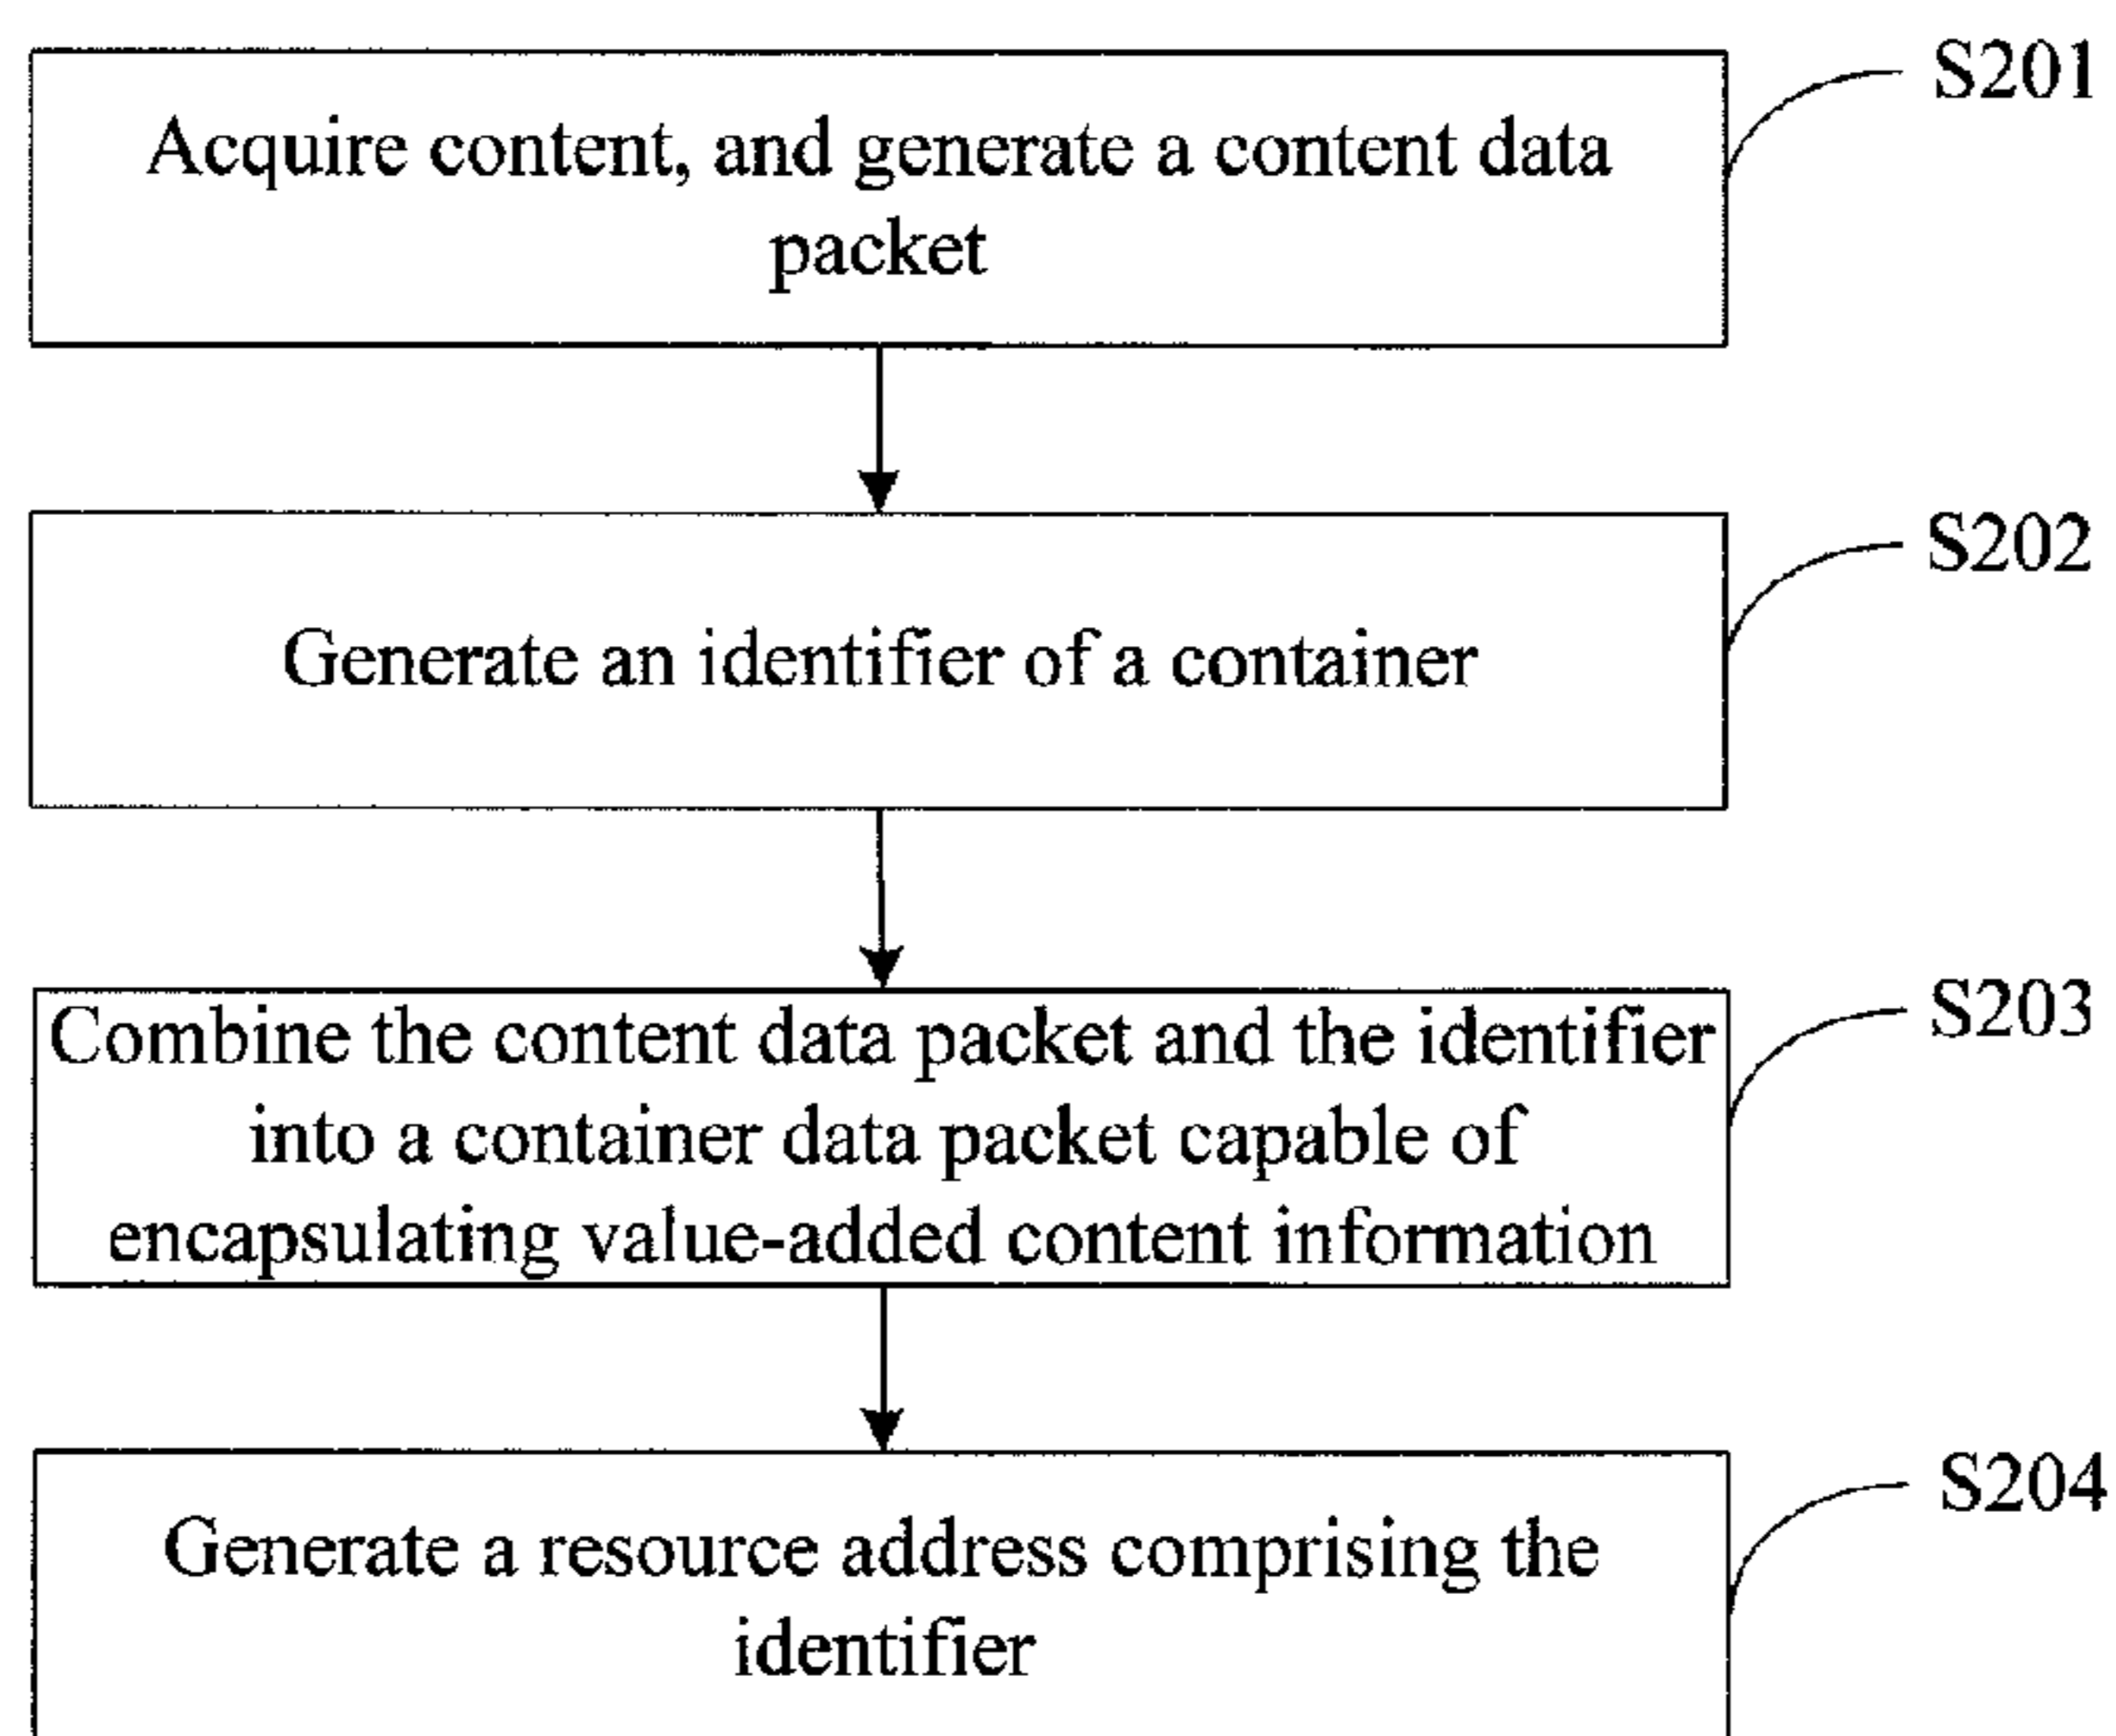 S201
Acquire content, and generate a content data
packet
S202
Generate an identifier of a container
S203
Combine the content data packet and the identifier
into a container data packet capable of
encapsulating value-added content information
S204
Generate a resource address comprising the
identifier